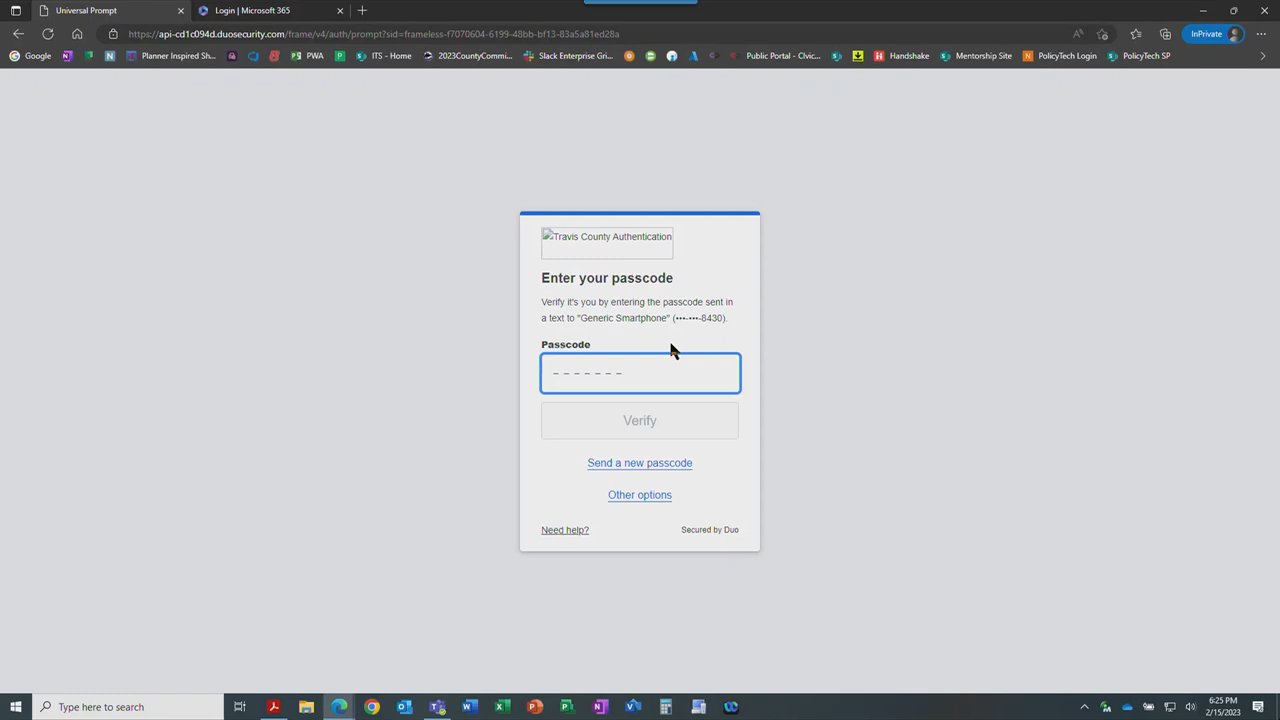 Universal Prompt
Login | Microsoft 365
https://api-cd1c094d.duosecurity.com/frame/v4/auth/prompt?sid=frameless-f7070604-6199-48bb-bf13-83a5a81ed28a
InPrivate
Google
Planner Inspired Sh...
PWA
ITS - Home
2023CountyCommi...
Slack Enterprise Gri...
Public Portal - Civic...
Handshake
Mentorship Site
PolicyTech Login
PolicyTech SP
Travis County Authentication
Enter your passcode
Verify it's you by entering the passcode sent in
a text to "Generic Smartphone" (•••-•••-8430).
Passcode
_ _ _ _ _ _ _
Verify
Send a new passcode
Other options
Need help?
Secured by Duo
Type here to search
6:25 PM
2/15/2023